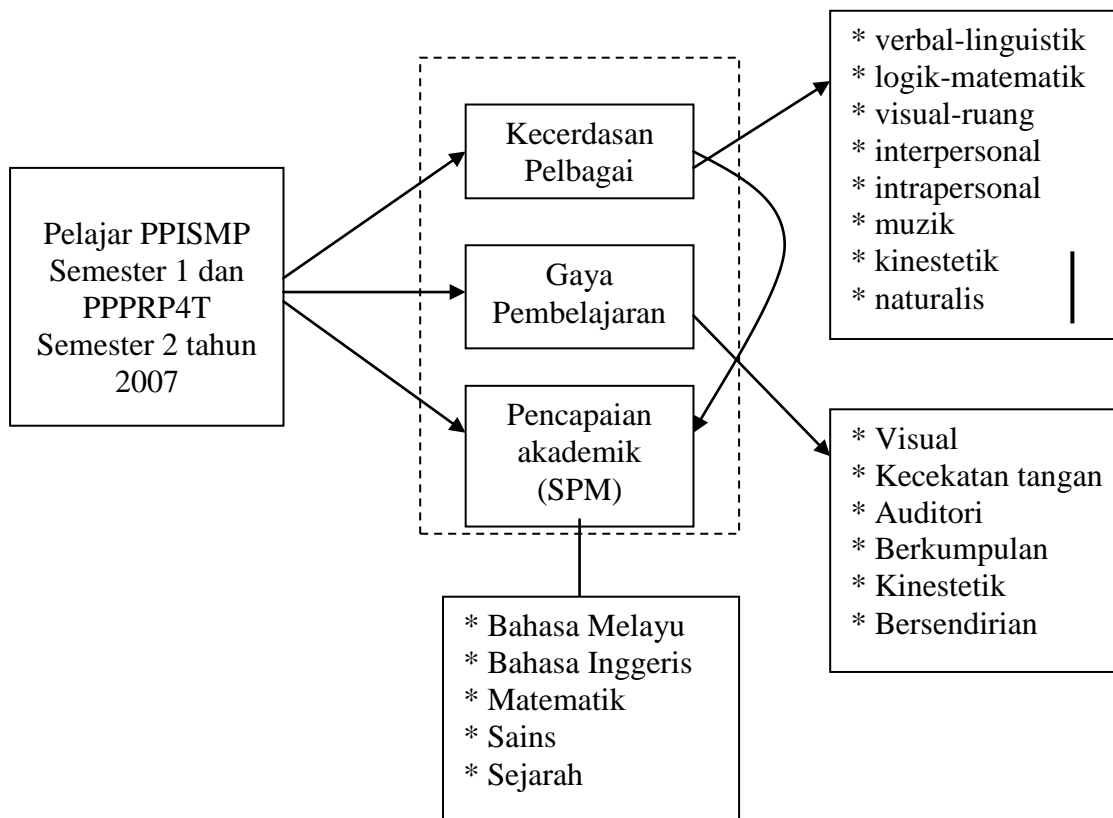 Pelajar PPISMP
Semester 1 dan
PPPRP4T
Semester 2 tahun
2007
Kecerdasan
Pelbagai
Gaya
Pembelajaran
Pencapaian
akademik
(SPM)
* verbal-linguistik
* logik-matematik
* visual-ruang
* interpersonal
* intrapersonal
* muzik
* kinestetik
* naturalis
* Visual
* Kecekatan tangan
* Auditori
* Berkumpulan
* Kinestetik
* Bersendirian
* Bahasa Melayu
* Bahasa Inggeris
* Matematik
* Sains
* Sejarah